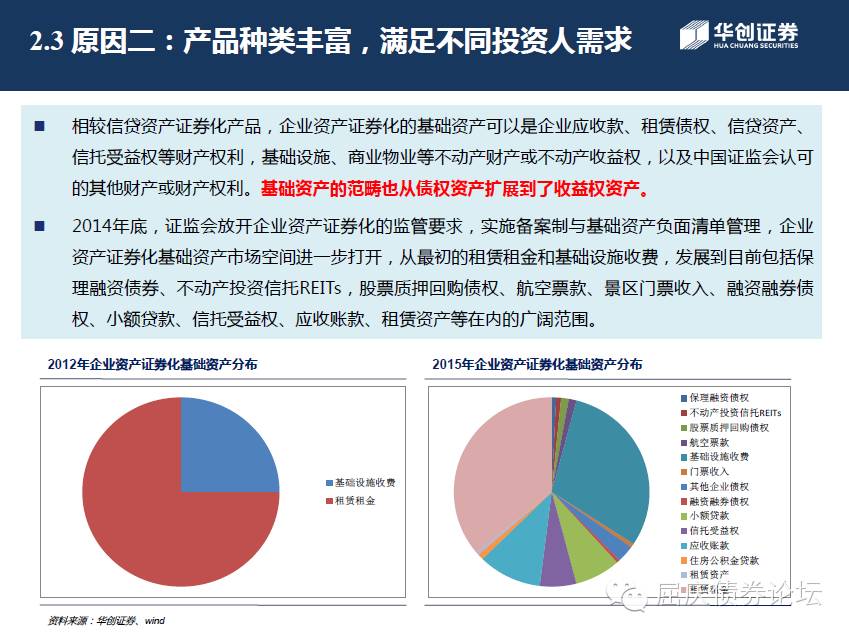 2.3 原因二：产品种类丰富，满足不同投资人需求
华创证券
HUA CHUANG SECURITIES
相较信贷资产证券化产品，企业资产证券化的基础资产可以是企业应收款、租赁债权、信贷资产、
信托受益权等财产权利，基础设施、商业物业等不动产财产或不动产收益权，以及中国证监会认可
的其他财产或财产权利。基础资产的范畴也从债权资产扩展到了收益权资产。
2014年底，证监会放开企业资产证券化的监管要求，实施备案制与基础资产负面清单管理，企业
资产证券化基础资产市场空间进一步打开，从最初的租赁租金和基础设施收费，发展到目前包括保
理融资债券、不动产投资信托REITs，股票质押回购债权、航空票款、景区门票收入、融资融券债
权、小额贷款、信托受益权、应收账款、租赁资产等在内的广阔范围。
2012年企业资产证券化基础资产分布
基础设施收费
租赁租金
2015年企业资产证券化基础资产分布
保理融资债权
不动产投资信托REITs
股票质押回购债权
航空票款
基础设施收费
门票收入
其他企业债权
融资融券债权
小额贷款
信托受益权
应收账款
住房公积金贷款
租赁资产
屈庆债券论坛
资料来源：华创证券、wind